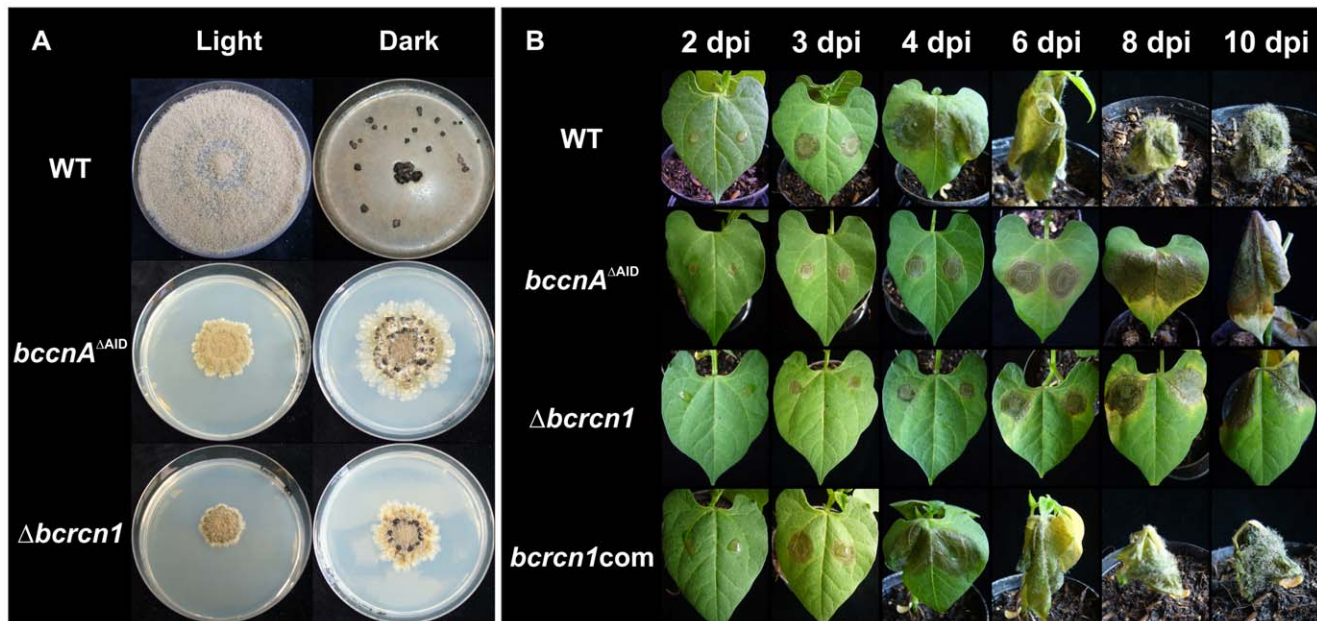 A Light Dark
WT
bccnA^ΔAID
Δbcrcn1
B 2 dpi 3 dpi 4 dpi 6 dpi 8 dpi 10 dpi
WT
bccnA^ΔAID
Δbcrcn1
bcrcn1com